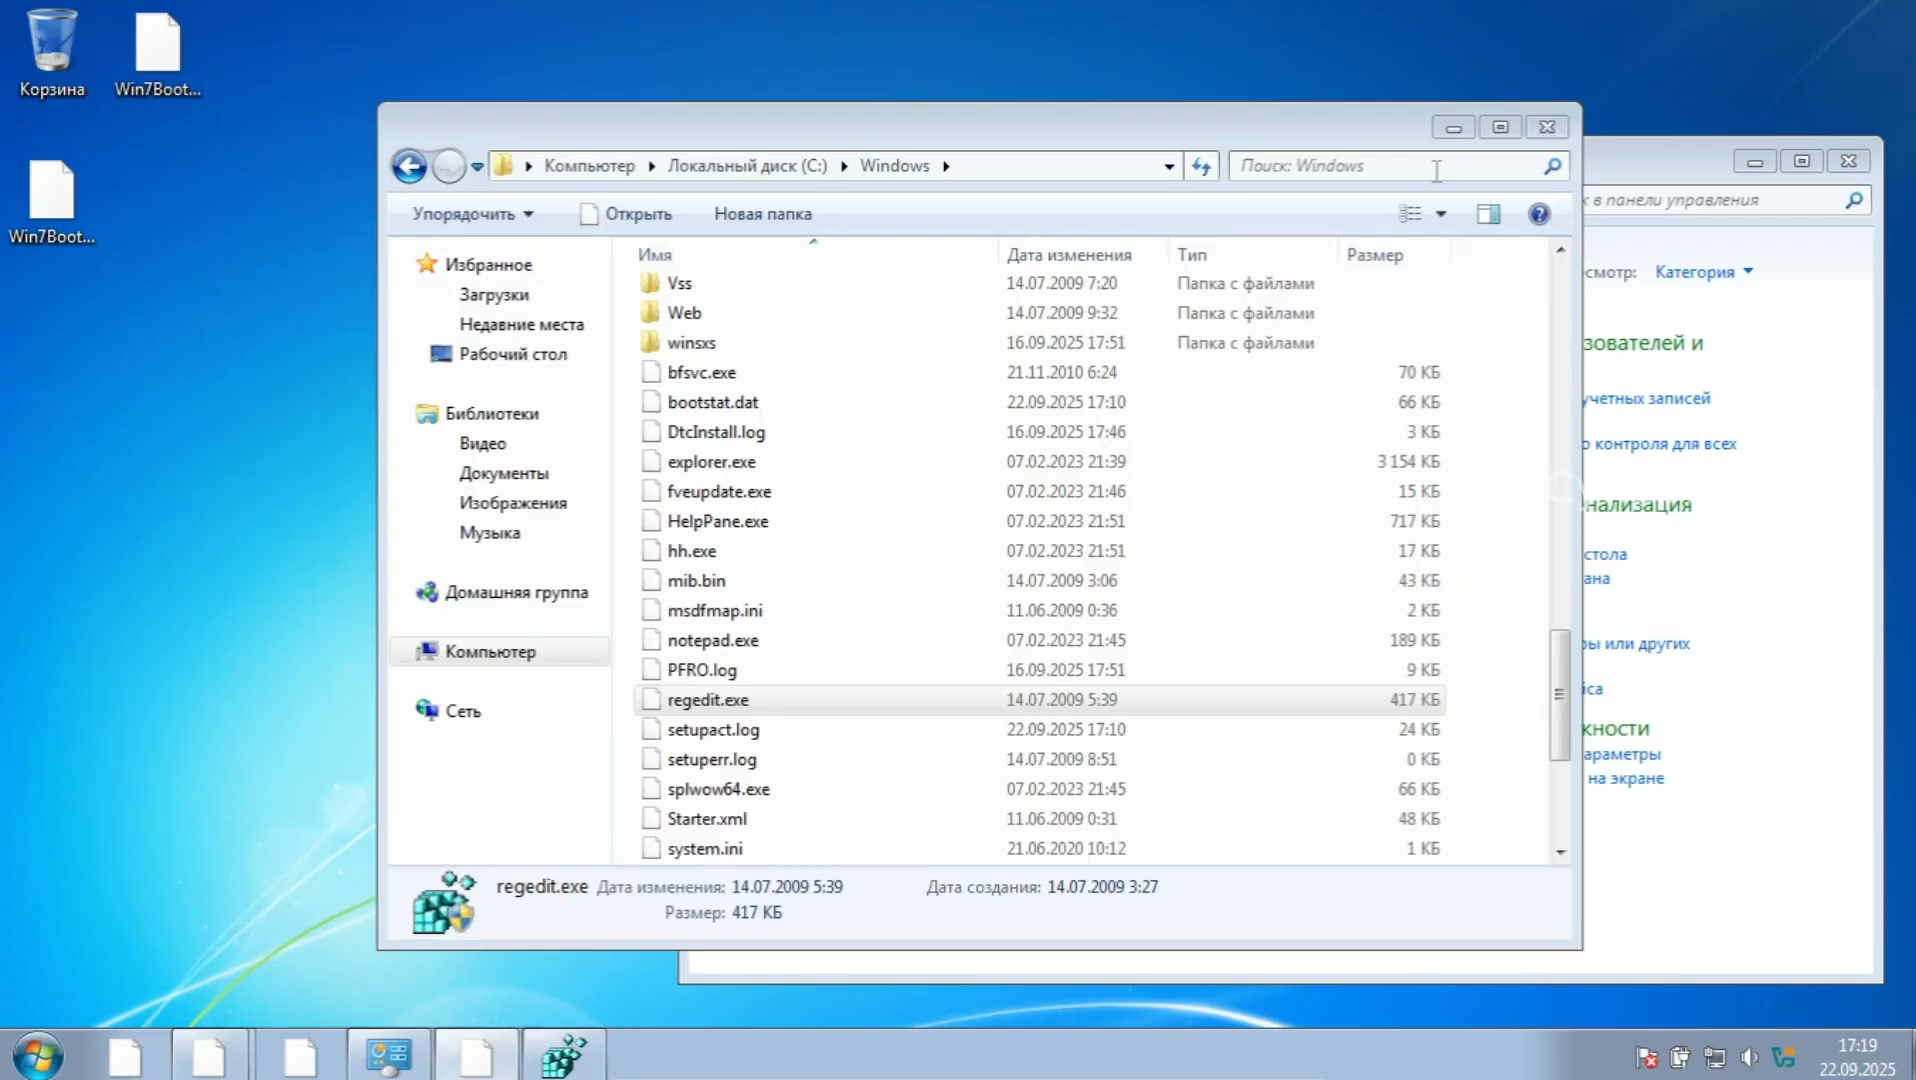 Корзина
Win7Boot...
Win7Boot...
Компьютер
Локальный диск (C:)
Windows
Поиск: Windows
Упорядочить
Открыть
Новая папка
Избранное
Загрузки
Недавние места
Рабочий стол
Библиотеки
Видео
Документы
Изображения
Музыка
Домашняя группа
Компьютер
Сеть
Имя Дата изменения Тип Размер
Vss 14.07.2009 7:20 Папка с файлами
Web 14.07.2009 9:32 Папка с файлами
winsxs 16.09.2025 17:51 Папка с файлами
bfsvc.exe 21.11.2010 6:24 70 КБ
bootstat.dat 22.09.2025 17:10 66 КБ
DtcInstall.log 16.09.2025 17:46 3 КБ
explorer.exe 07.02.2023 21:39 3 154 КБ
fveupdate.exe 07.02.2023 21:46 15 КБ
HelpPane.exe 07.02.2023 21:51 717 КБ
hh.exe 07.02.2023 21:51 17 КБ
mib.bin 14.07.2009 3:06 43 КБ
msdfmap.ini 11.06.2009 0:36 2 КБ
notepad.exe 07.02.2023 21:45 189 КБ
PFRO.log 16.09.2025 17:51 9 КБ
regedit.exe 14.07.2009 5:39 417 КБ
setupact.log 22.09.2025 17:10 24 КБ
setuperr.log 14.07.2009 8:51 0 КБ
splwow64.exe 07.02.2023 21:45 66 КБ
Starter.xml 11.06.2009 0:31 48 КБ
system.ini 21.06.2020 10:12 1 КБ
regedit.exe Дата изменения: 14.07.2009 5:39 Дата создания: 14.07.2009 3:27
Размер: 417 КБ
к в панели управления
смотр: Категория
зователей и
учетных записей
о контроля для всех
нализация
стола
ана
ры или других
йса
жности
араметры
на экране
17:19
22.09.2025